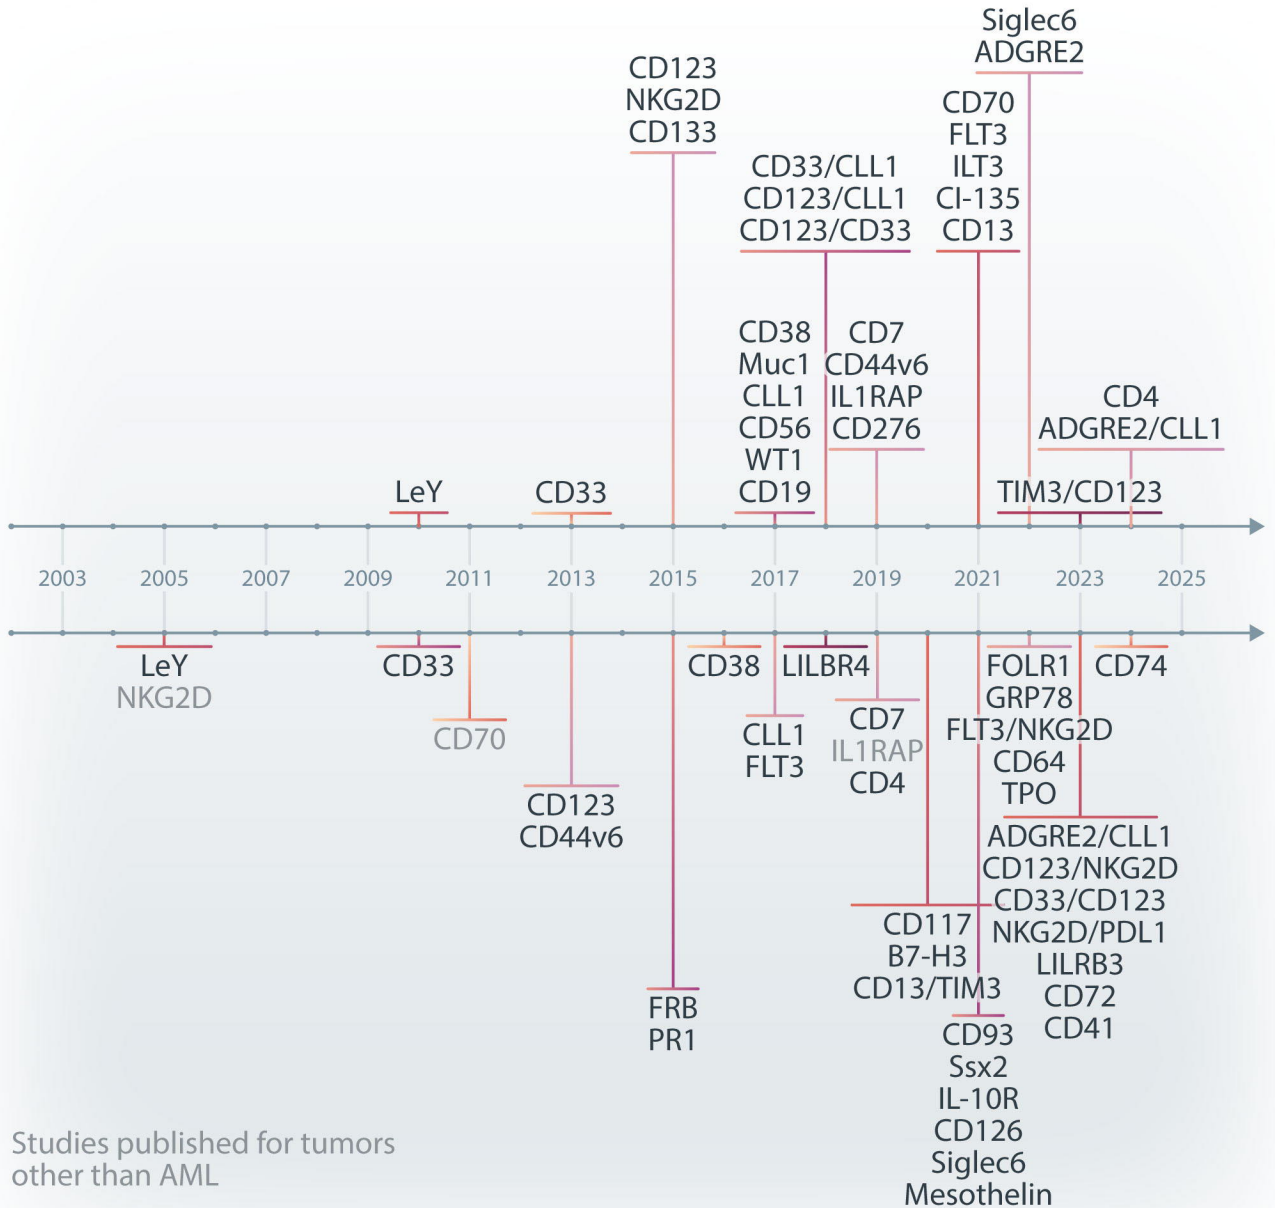 Siglec6
ADGRE2
CD123
NKG2D
CD133
CD70
FLT3
ILT3
CI-135
CD13
CD33/CLL1
CD123/CLL1
CD123/CD33
CD38
Muc1
CLL1
CD56
WT1
CD19
CD7
CD44v6
IL1RAP
CD276
CD4
ADGRE2/CLL1
LeY
CD33
TIM3/CD123
2003
2005
2007
2009
2011
2013
2015
2017
2019
2021
2023
2025
LeY
NKG2D
CD33
CD70
CD123
CD44v6
FRB
PR1
CD38
CLL1
FLT3
LILBR4
CD7
IL1RAP
CD4
CD117
B7-H3
CD13/TIM3
CD93
Ssx2
IL-10R
CD126
Siglec6
Mesothelin
FOLR1
GRP78
FLT3/NKG2D
CD64
TPO
ADGRE2/CLL1
CD123/NKG2D
CD33/CD123
NKG2D/PDL1
LILRB3
CD72
CD41
CD74
Studies published for tumors
other than AML